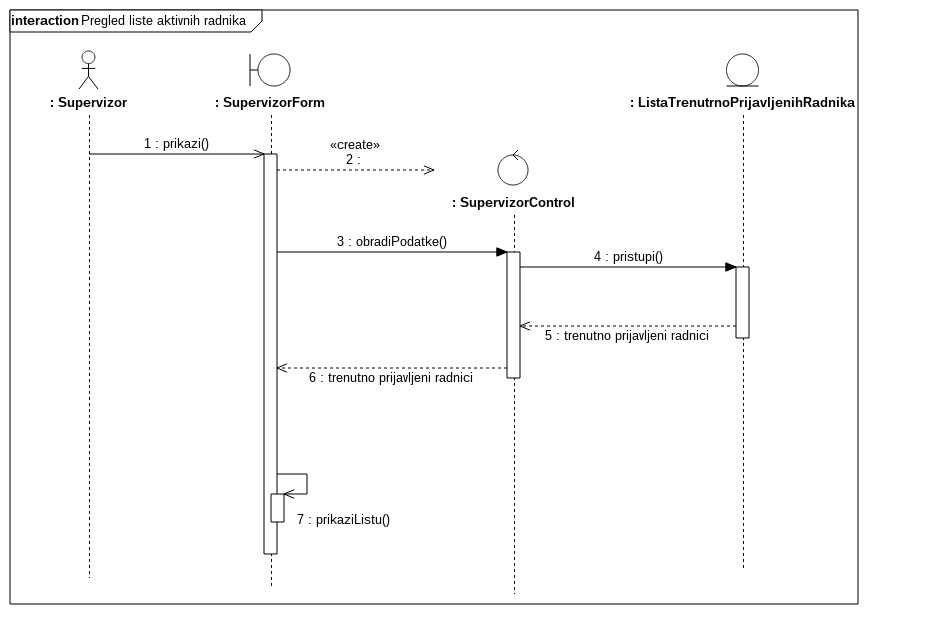 interaction Pregled liste aktivnih radnika
: Supervizor
: SupervizorForm
: ListaTrenutrnoPrijavljenihRadnika
1 : prikazi()
«create»
2 :
: SupervizorControl
3 : obradiPodatke()
4 : pristupi()
5 : trenutno prijavljeni radnici
6 : trenutno prijavljeni radnici
7 : prikaziListu()